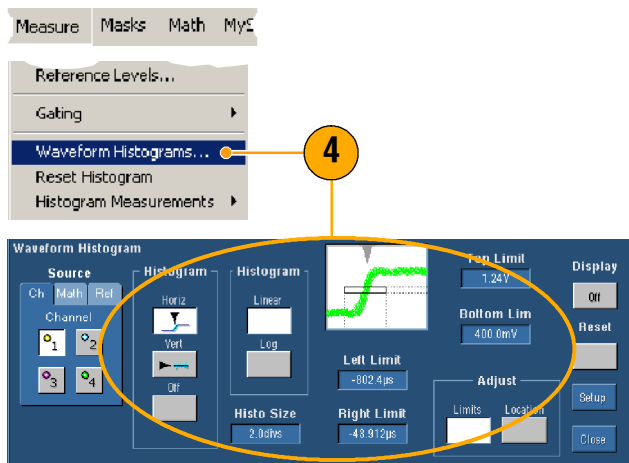 Measure Masks Math MyS
Reference Levels...
Gating
Waveform Histograms...
4
Reset Histogram
Histogram Measurements
Waveform Histogram
Source
Ch Math Ref
Channel
1 2
3 4
Histogram
Horiz
Vert
Off
Histogram
Linear
Log
Histo Size
2.0divs
Left Limit
-802.4µs
Right Limit
-48.912µs
Top Limit
1.24V
Bottom Lim
400.0mV
Adjust
Limits Location
Display
Off
Reset
Setup
Close